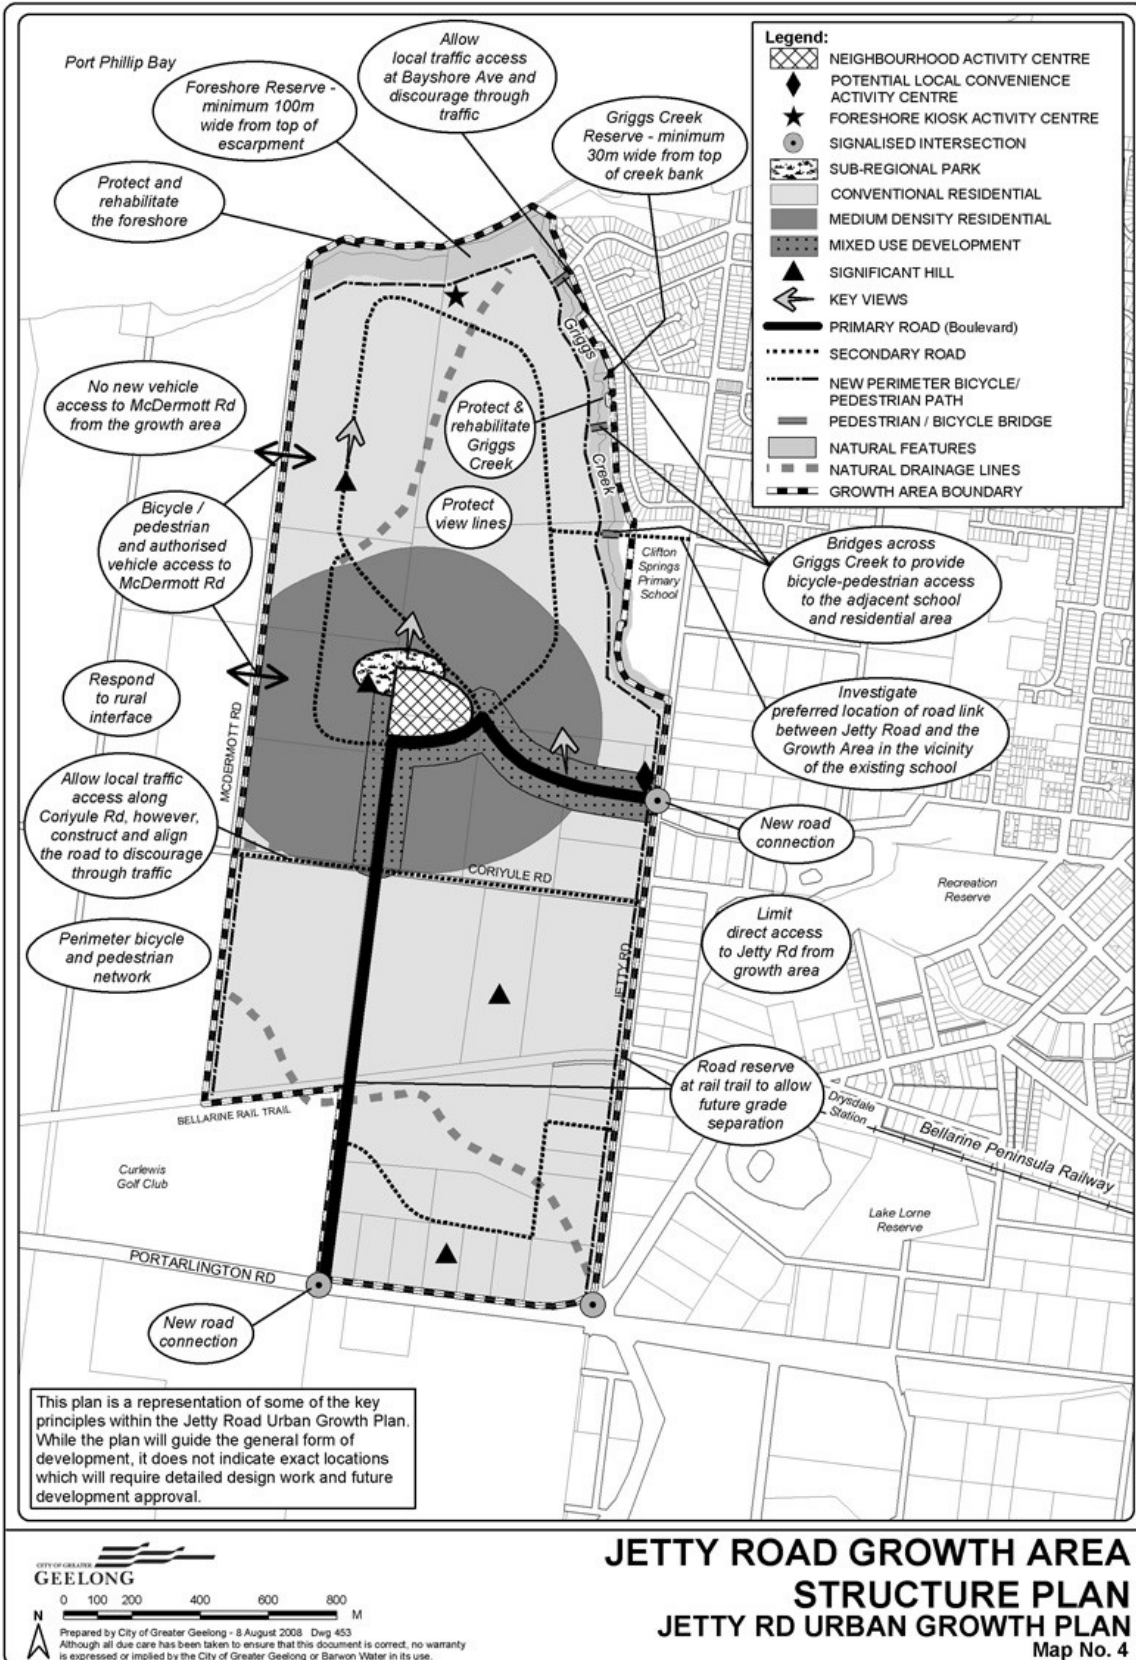 Port Phillip Bay
Allow
local traffic access
at Bayshore Ave and
discourage through
traffic
Foreshore Reserve -
minimum 100m
wide from top of
escarpment
Griggs Creek
Reserve - minimum
30m wide from top
of creek bank
Protect and
rehabilitate
the foreshore
Legend:
NEIGHBOURHOOD ACTIVITY CENTRE
POTENTIAL LOCAL CONVENIENCE
ACTIVITY CENTRE
FORESHORE KIOSK ACTIVITY CENTRE
SIGNALISED INTERSECTION
SUB-REGIONAL PARK
CONVENTIONAL RESIDENTIAL
MEDIUM DENSITY RESIDENTIAL
MIXED USE DEVELOPMENT
SIGNIFICANT HILL
KEY VIEWS
PRIMARY ROAD (Boulevard)
SECONDARY ROAD
NEW PERIMETER BICYCLE/
PEDESTRIAN PATH
PEDESTRIAN / BICYCLE BRIDGE
NATURAL FEATURES
NATURAL DRAINAGE LINES
GROWTH AREA BOUNDARY
Griggs
Creek
No new vehicle
access to McDermott Rd
from the growth area
Protect &
rehabilitate
Griggs
Creek
Protect
view lines
Bicycle /
pedestrian
and authorised
vehicle access to
McDermott Rd
Clifton
Springs
Primary
School
Bridges across
Griggs Creek to provide
bicycle-pedestrian access
to the adjacent school
and residential area
Respond
to rural
interface
MCDERMOTT RD
Investigate
preferred location of road link
between Jetty Road and the
Growth Area in the vicinity
of the existing school
Allow local traffic
access along
Coriyule Rd, however,
construct and align
the road to discourage
through traffic
New road
connection
CORIYULE RD
Recreation
Reserve
Perimeter bicycle
and pedestrian
network
Limit
direct access
to Jetty Rd from
growth area
JETTY RD
Road reserve
at rail trail to allow
future grade
separation
Drysdale
Station
Bellarine Peninsula Railway
BELLARINE RAIL TRAIL
Curlewis
Golf Club
Lake Lorne
Reserve
PORTARLINGTON RD
New road
connection
This plan is a representation of some of the key
principles within the Jetty Road Urban Growth Plan.
While the plan will guide the general form of
development, it does not indicate exact locations
which will require detailed design work and future
development approval.
CITY OF GREATER
GEELONG
0 100 200 400 600 800
M
N
Prepared by City of Greater Geelong - 8 August 2008 Dwg 453
Although all due care has been taken to ensure that this document is correct, no warranty
is expressed or implied by the City of Greater Geelong or Barwon Water in its use.
JETTY ROAD GROWTH AREA
STRUCTURE PLAN
JETTY RD URBAN GROWTH PLAN
Map No. 4